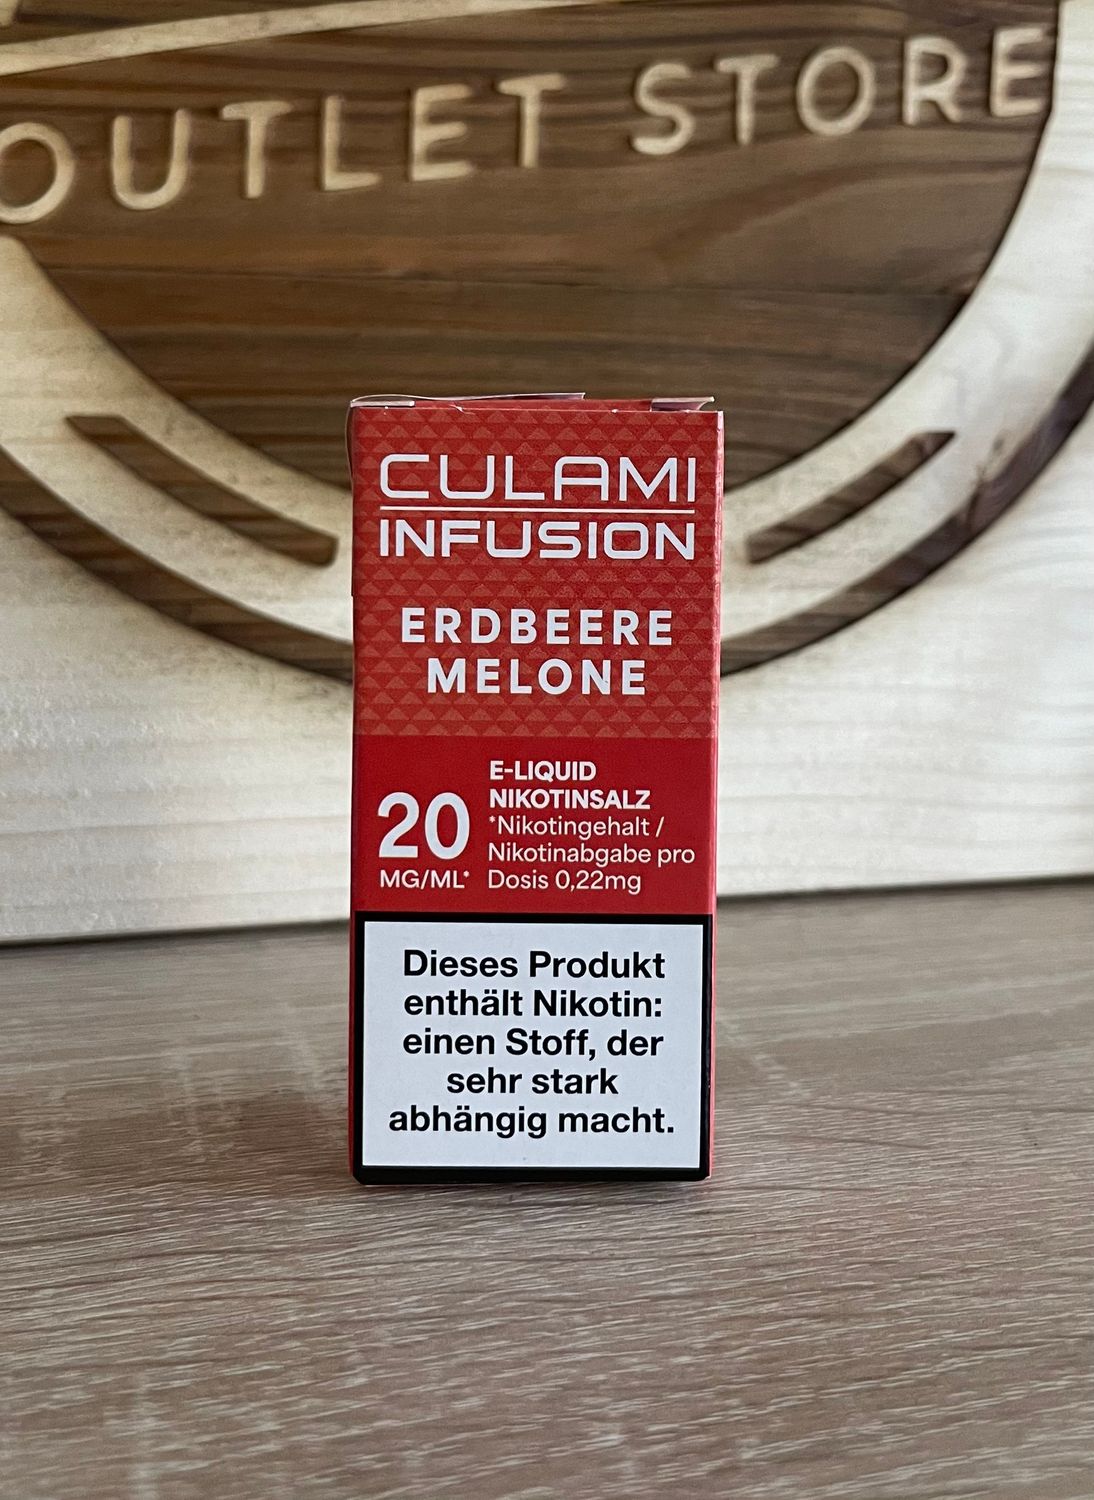 OUTLET STORE
CULAMI
INFUSION
ERDBEERE
MELONE
20
MG/ML*
E-LIQUID
NIKOTINSALZ
*Nikotingehalt /
Nikotinabgabe pro
Dosis 0,22mg
Dieses Produkt
enthält Nikotin:
einen Stoff, der
sehr stark
abhängig macht.